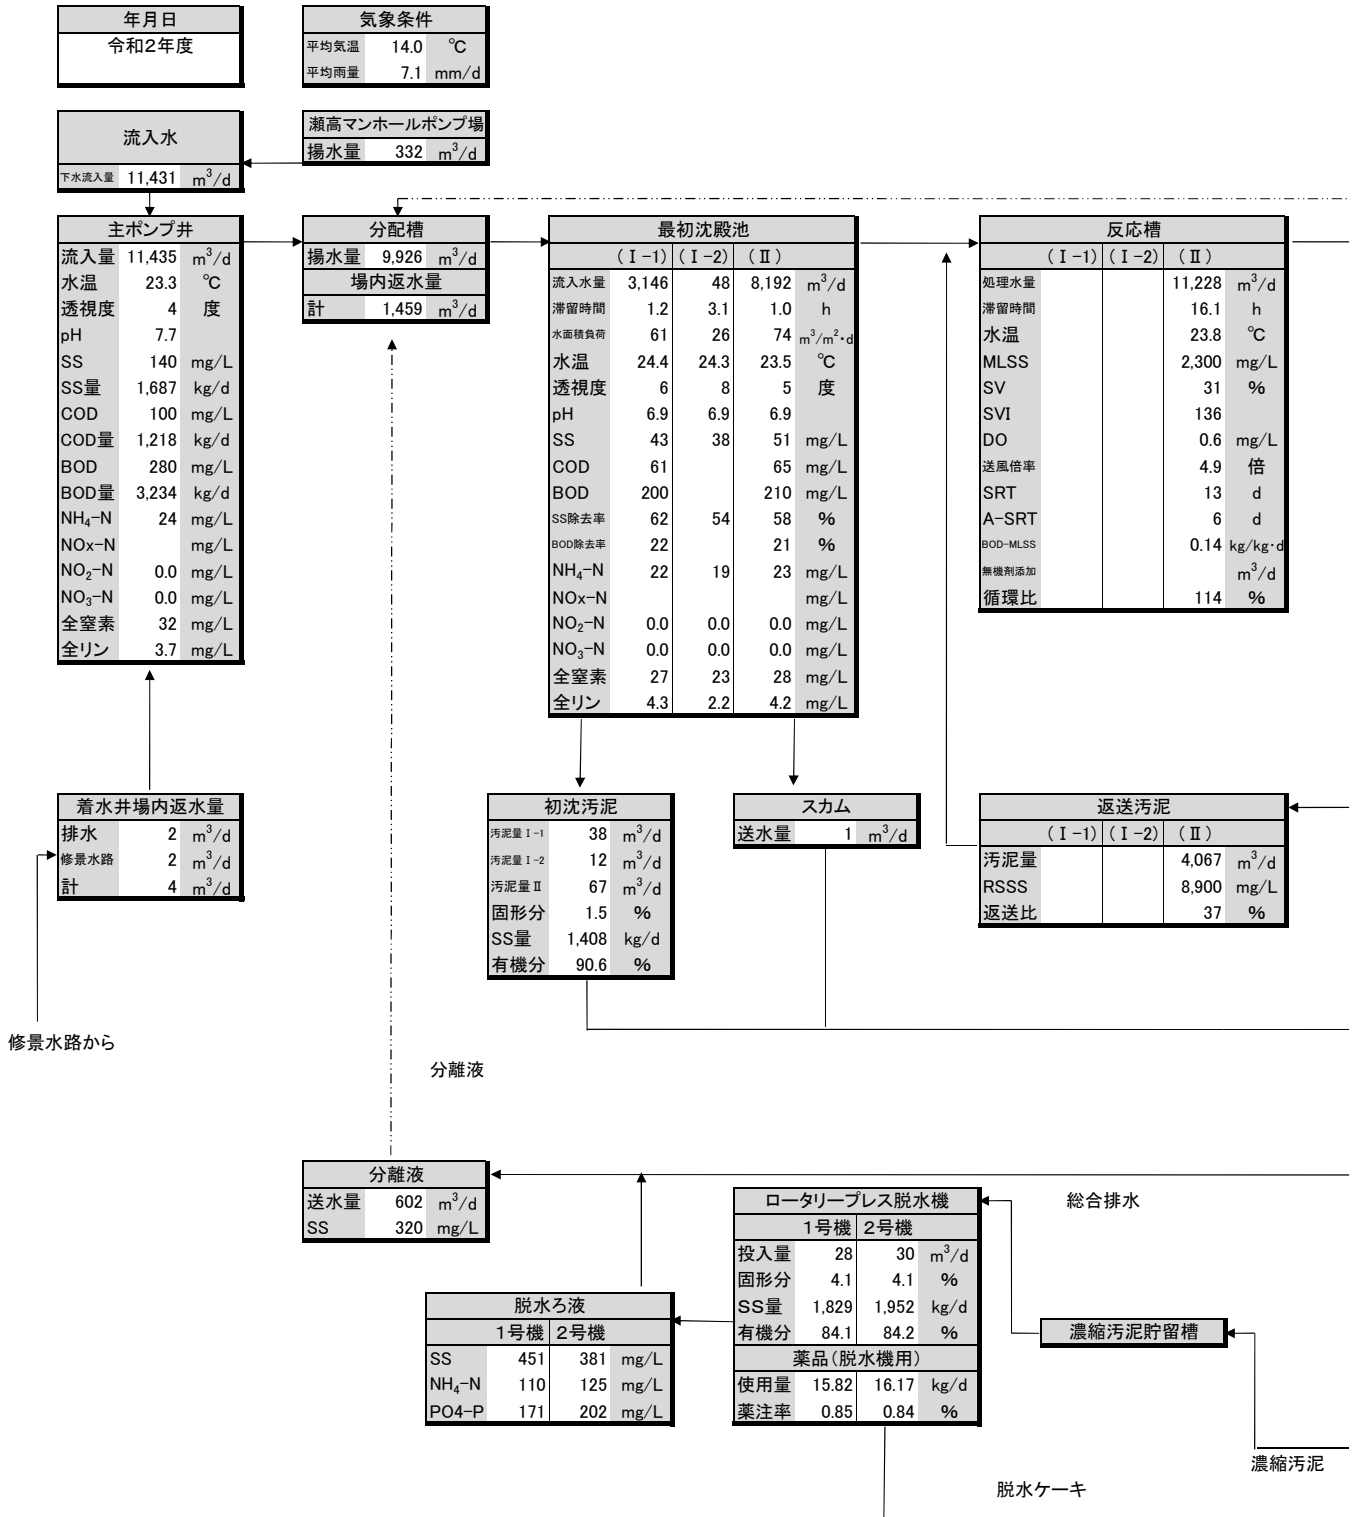 年月日
令和2年度
気象条件
平均気温 14.0 ℃
平均雨量 7.1 mm/d
流入水
下水流入量 11,431 m³/d
瀬高マンホールポンプ場
揚水量 332 m³/d
主ポンプ井
流入量 11,435 m³/d
水温 23.3 ℃
透視度 4 度
pH 7.7
SS 140 mg/L
SS量 1,687 kg/d
COD 100 mg/L
COD量 1,218 kg/d
BOD 280 mg/L
BOD量 3,234 kg/d
NH₄-N 24 mg/L
NOx-N mg/L
NO₂-N 0.0 mg/L
NO₃-N 0.0 mg/L
全窒素 32 mg/L
全リン 3.7 mg/L
分配槽
揚水量 9,926 m³/d
場内返水量
計 1,459 m³/d
最初沈殿池
(Ⅰ-1) (Ⅰ-2) (Ⅱ)
流入水量 3,146 48 8,192 m³/d
滞留時間 1.2 3.1 1.0 h
水面積負荷 61 26 74 m³/m²・d
水温 24.4 24.3 23.5 ℃
透視度 6 8 5 度
pH 6.9 6.9 6.9
SS 43 38 51 mg/L
COD 61 65 mg/L
BOD 200 210 mg/L
SS除去率 62 54 58 %
BOD除去率 22 21 %
NH₄-N 22 19 23 mg/L
NOx-N mg/L
NO₂-N 0.0 0.0 0.0 mg/L
NO₃-N 0.0 0.0 0.0 mg/L
全窒素 27 23 28 mg/L
全リン 4.3 2.2 4.2 mg/L
反応槽
(Ⅰ-1) (Ⅰ-2) (Ⅱ)
処理水量 11,228 m³/d
滞留時間 16.1 h
水温 23.8 ℃
MLSS 2,300 mg/L
SV 31 %
SVI 136
DO 0.6 mg/L
送風倍率 4.9 倍
SRT 13 d
A-SRT 6 d
BOD-MLSS 0.14 kg/kg・d
無機剤添加 m³/d
循環比 114 %
着水井場内返水量
排水 2 m³/d
修景水路 2 m³/d
計 4 m³/d
修景水路から
初沈汚泥
汚泥量Ⅰ-1 38 m³/d
汚泥量Ⅰ-2 12 m³/d
汚泥量Ⅱ 67 m³/d
固形分 1.5 %
SS量 1,408 kg/d
有機分 90.6 %
スカム
送水量 1 m³/d
返送汚泥
(Ⅰ-1) (Ⅰ-2) (Ⅱ)
汚泥量 4,067 m³/d
RSSS 8,900 mg/L
返送比 37 %
分離液
分離液
送水量 602 m³/d
SS 320 mg/L
総合排水
ロータリープレス脱水機
1号機 2号機
投入量 28 30 m³/d
固形分 4.1 4.1 %
SS量 1,829 1,952 kg/d
有機分 84.1 84.2 %
薬品(脱水機用)
使用量 15.82 16.17 kg/d
薬注率 0.85 0.84 %
脱水ろ液
1号機 2号機
SS 451 381 mg/L
NH₄-N 110 125 mg/L
PO4-P 171 202 mg/L
濃縮汚泥貯留槽
濃縮汚泥
脱水ケーキ